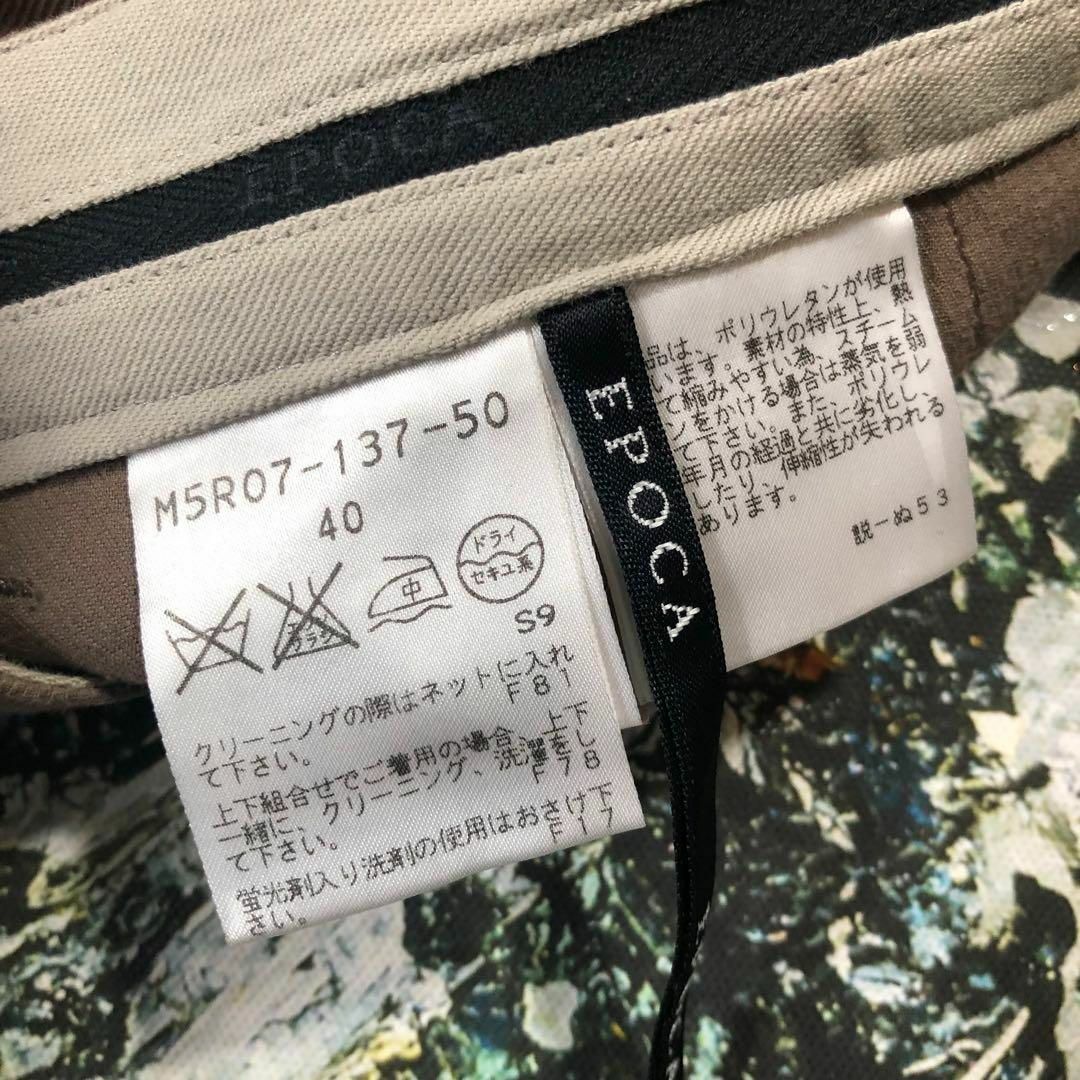 EPOCA
M5R07-137-50
40
中
ドライ
セキユ系
S9
クリーニングの際はネットに入れ
て下さい。 F81
上下組合せでご着用の場合、上下
一緒に、クリーニング、洗濯をし
て下さい。 F78
蛍光剤入り洗剤の使用はおさけ下
さい。 F17
EPOCA
品は、ポリウレタンが使用
います。素材の特性上、熱
て縮みやすい為、スチーム
ンをかける場合は蒸気を弱
て下さい。また、ポリウレ
年月の経過と共に劣化し、
したり、伸縮性が失われる
あります。
説-ぬ53